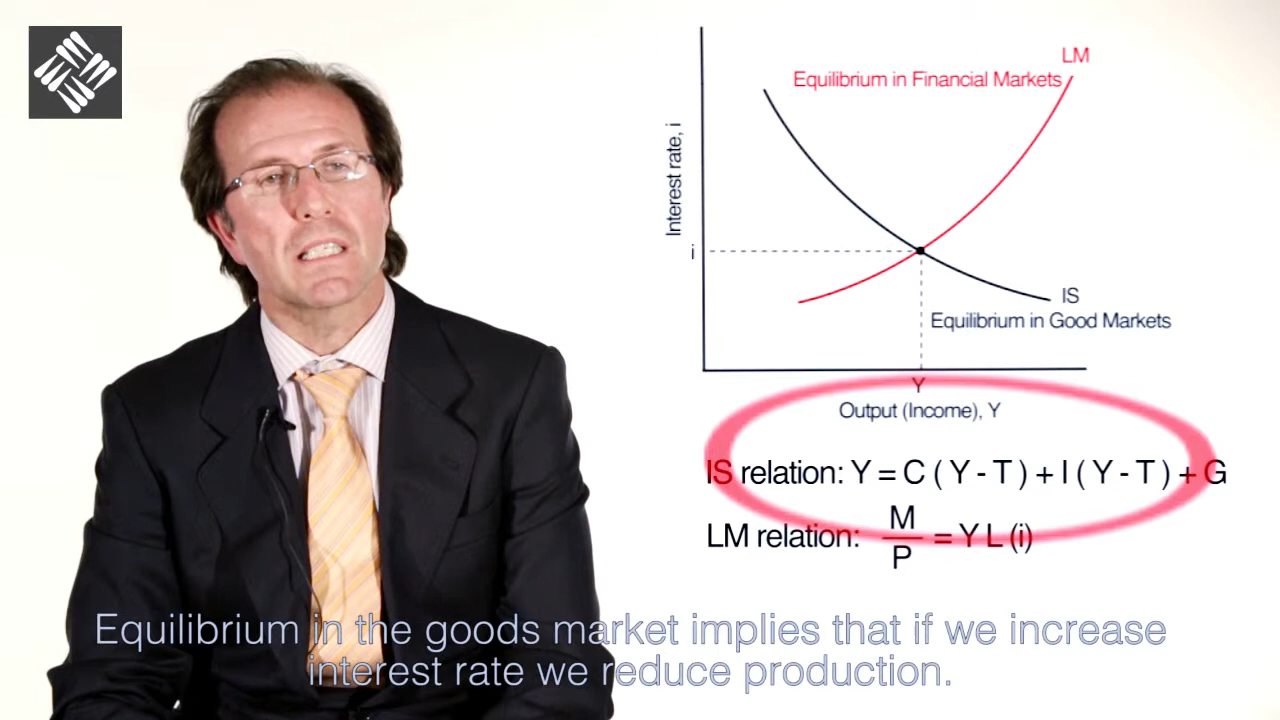 LM
Equilibrium in Financial Markets
Interest rate, i
i
IS
Equilibrium in Good Markets
Y
Output (Income), Y
IS relation: Y = C ( Y - T ) + I ( Y - T ) + G
LM relation: M/P = Y L (i)
Equilibrium in the goods market implies that if we increase
interest rate we reduce production.